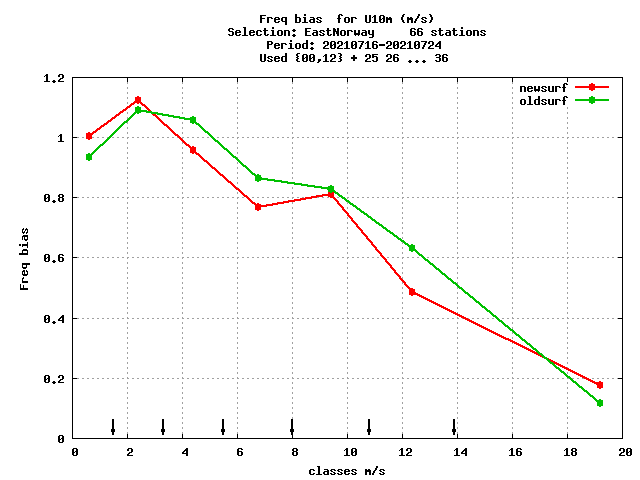 Freq bias  for U10m (m/s)
Selection: EastNorway     66 stations
Period: 20210716-20210724
Used {00,12} + 25 26 ... 36
newsurf
oldsurf
1.2
1
0.8
0.6
0.4
0.2
0
Freq bias
0 2 4 6 8 10 12 14 16 18 20
classes m/s